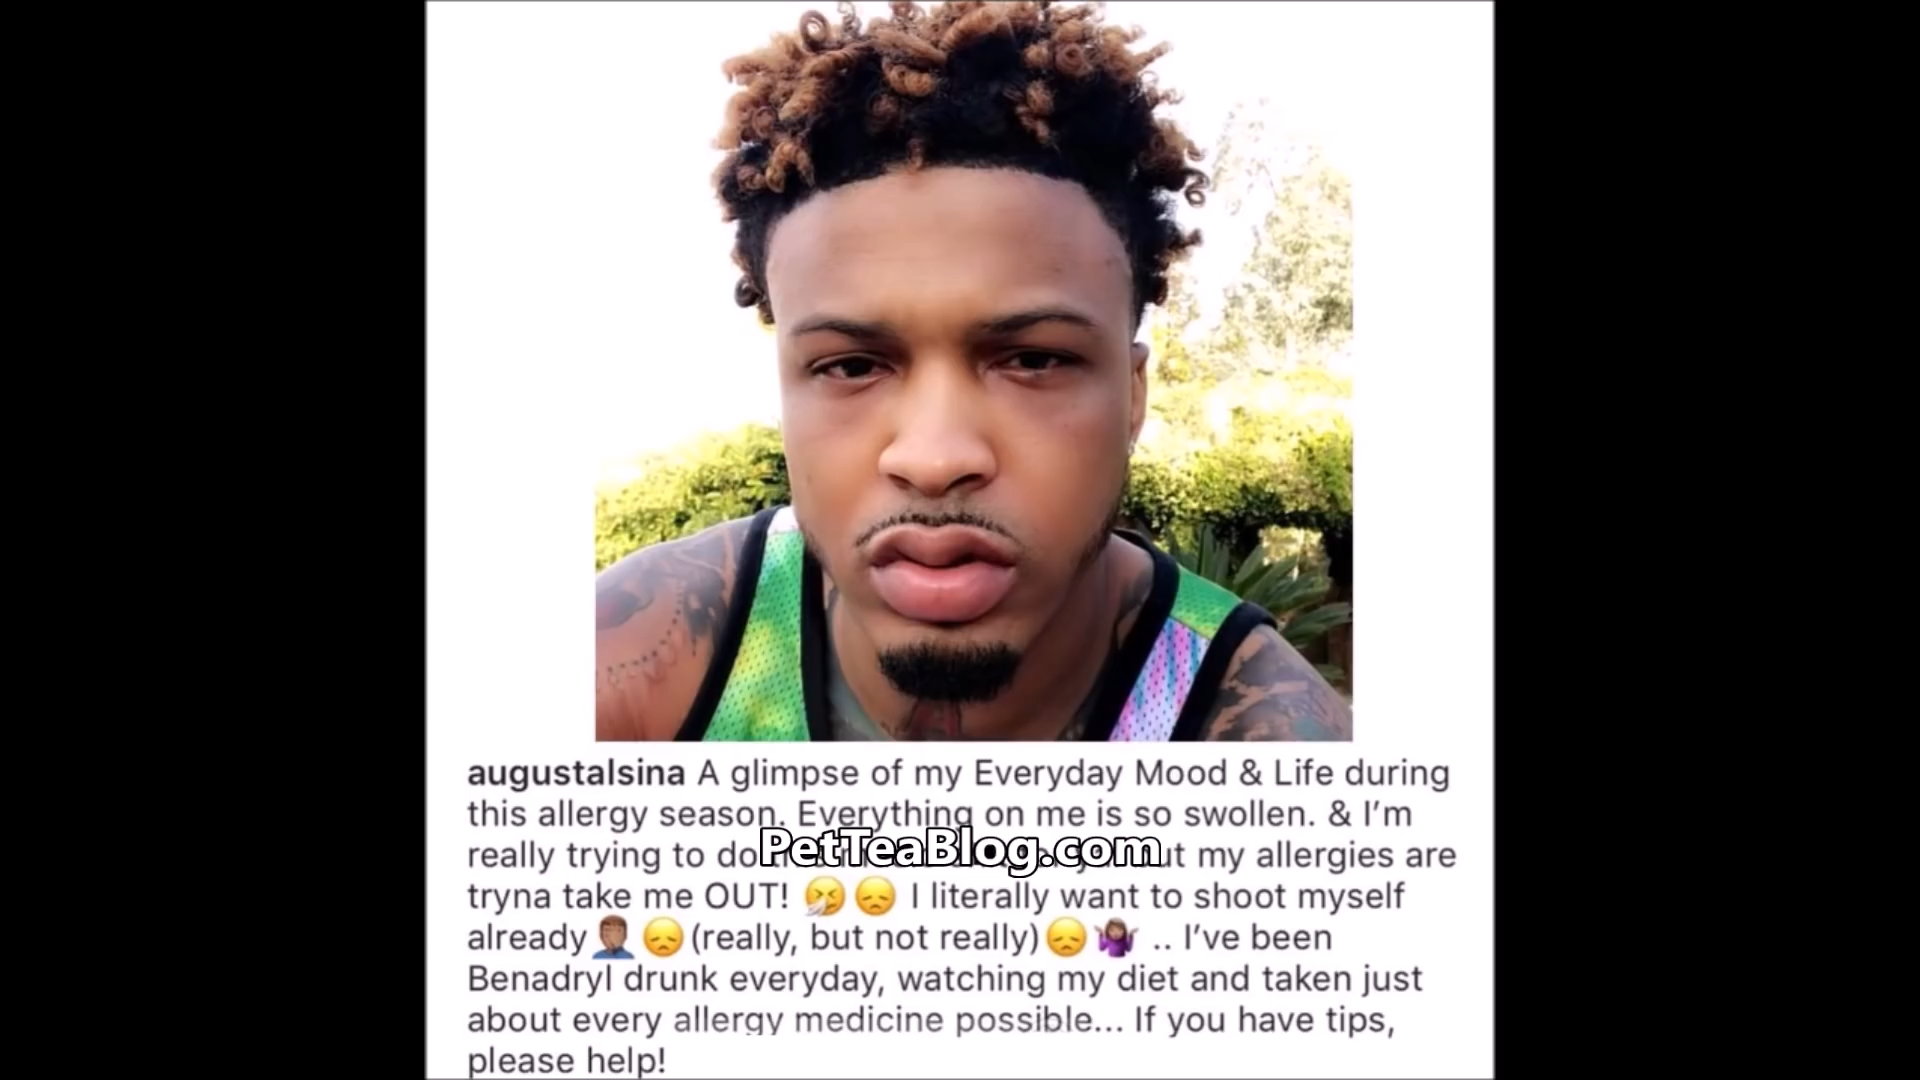 augustalsina A glimpse of my Everyday Mood & Life during
this allergy season. Everything on me is so swollen. & I'm
really trying to do my allergies are
PetTeaBlog.com
tryna take me OUT! 🤧😞 I literally want to shoot myself
already🤦🏽‍♂️😞(really, but not really)😞🤷🏽‍♀️ .. I've been
Benadryl drunk everyday, watching my diet and taken just
about every allergy medicine possible... If you have tips,
please help!